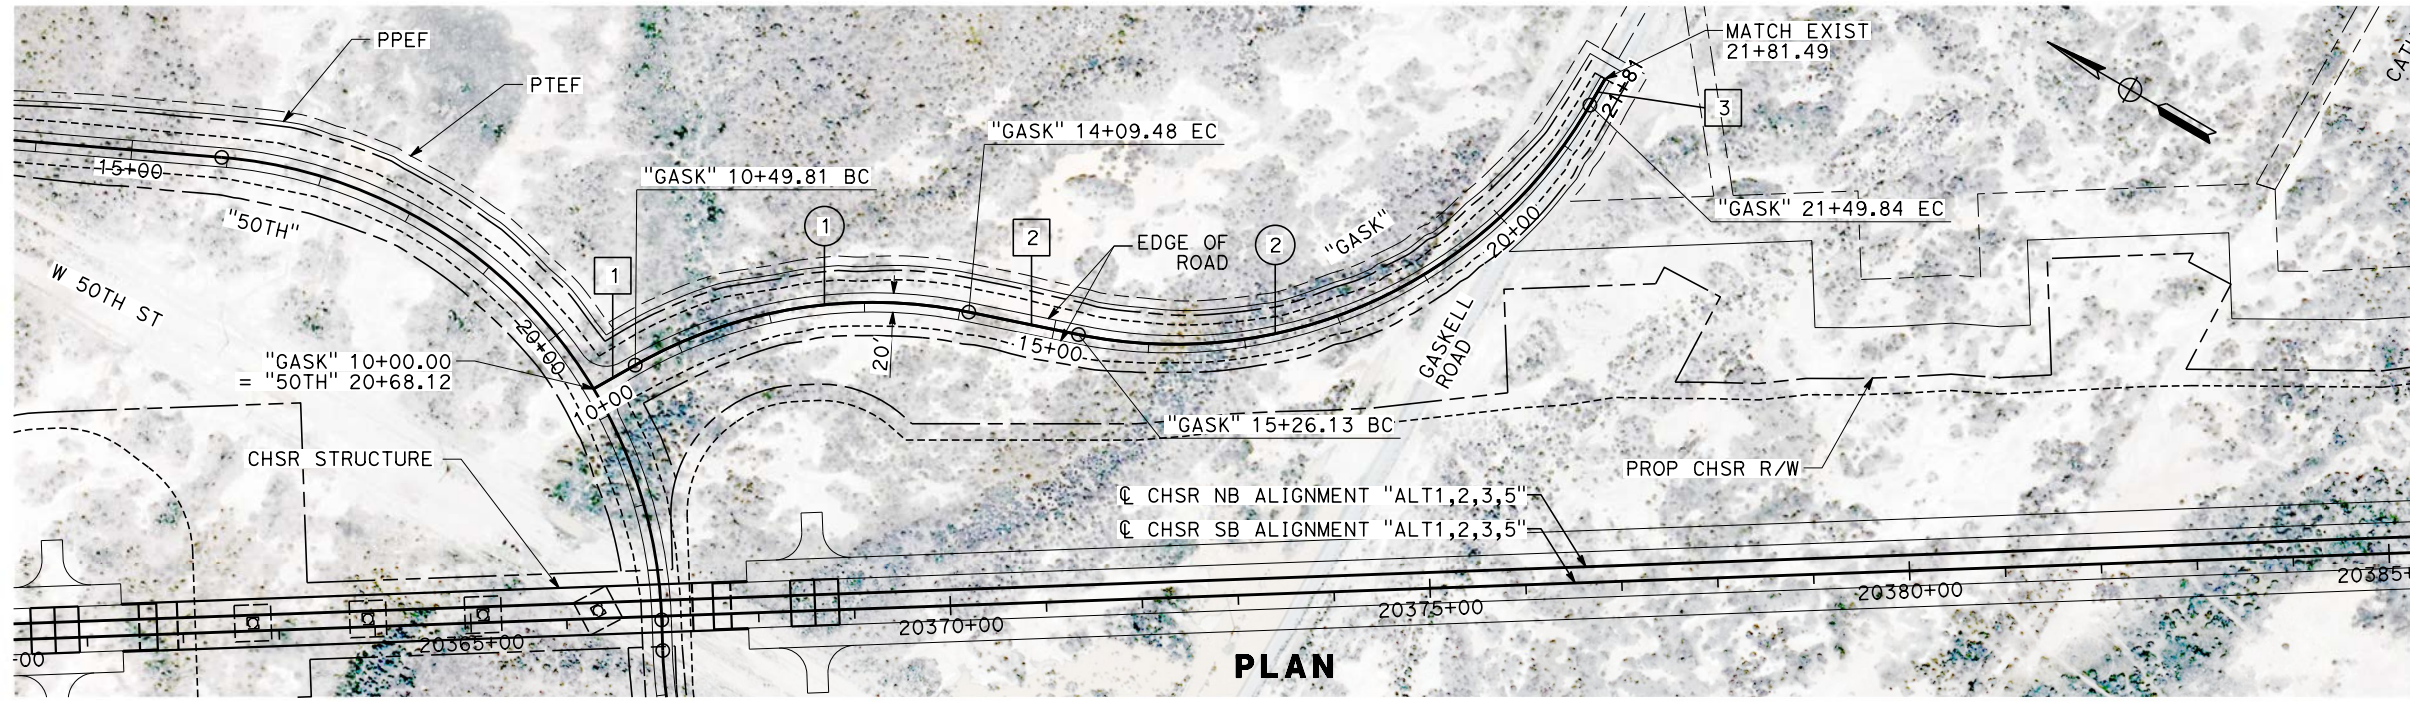 PPEF
PTEF
MATCH EXIST
21+81.49
CAT
21+81
3
"GASK" 14+09.48 EC
"GASK" 10+49.81 BC
15+00
"50TH"
1
2
2
"GASK"
"GASK" 21+49.84 EC
EDGE OF
ROAD
20+00
W 50TH ST
1
20+00
15+00
20'
GASKELL
ROAD
"GASK" 10+00.00
= "50TH" 20+68.12
10+00
"GASK" 15+26.13 BC
CHSR STRUCTURE
PROP CHSR R/W
℄ CHSR NB ALIGNMENT "ALT1,2,3,5"
℄ CHSR SB ALIGNMENT "ALT1,2,3,5"
20385+
20380+00
20375+00
20370+00
20365+00
+00
PLAN